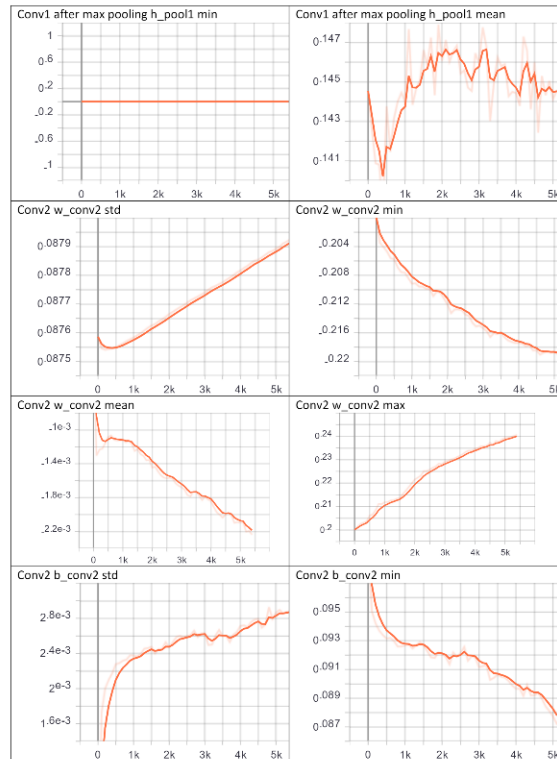 Conv1 after max pooling h_pool1 min
1
0.6
0.2
-0.2
-0.6
-1
0 1k 2k 3k 4k 5k
Conv1 after max pooling h_pool1 mean
0.147
0.145
0.143
0.141
0 1k 2k 3k 4k 5k
Conv2 w_conv2 std
0.0879
0.0878
0.0877
0.0876
0.0875
0 1k 2k 3k 4k 5k
Conv2 w_conv2 min
-0.204
-0.208
-0.212
-0.216
-0.22
0 1k 2k 3k 4k 5k
Conv2 w_conv2 mean
-1e-3
-1.4e-3
-1.8e-3
-2.2e-3
0 1k 2k 3k 4k 5k
Conv2 w_conv2 max
0.24
0.23
0.22
0.21
0.2
0 1k 2k 3k 4k 5k
Conv2 b_conv2 std
2.8e-3
2.4e-3
2e-3
1.6e-3
0 1k 2k 3k 4k 5k
Conv2 b_conv2 min
0.095
0.093
0.091
0.089
0.087
0 1k 2k 3k 4k 5k